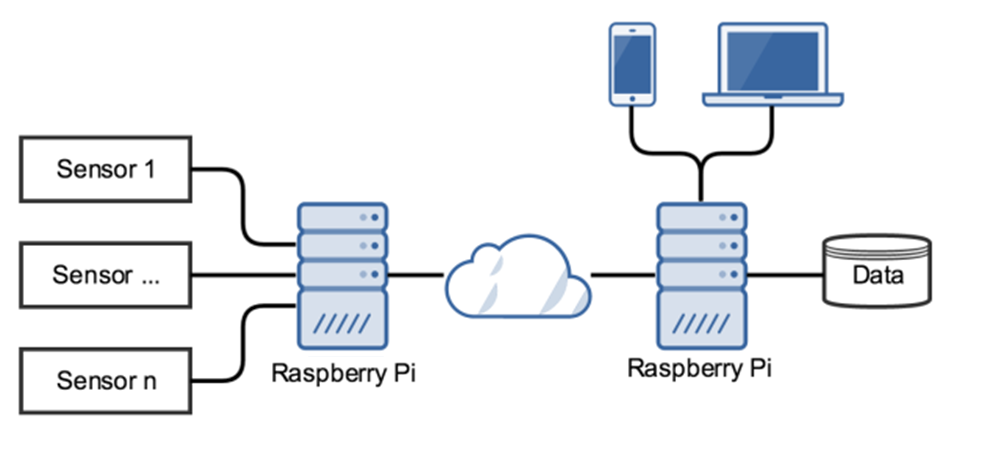 Sensor 1
Sensor ...
Sensor n
Raspberry Pi
Raspberry Pi
Data